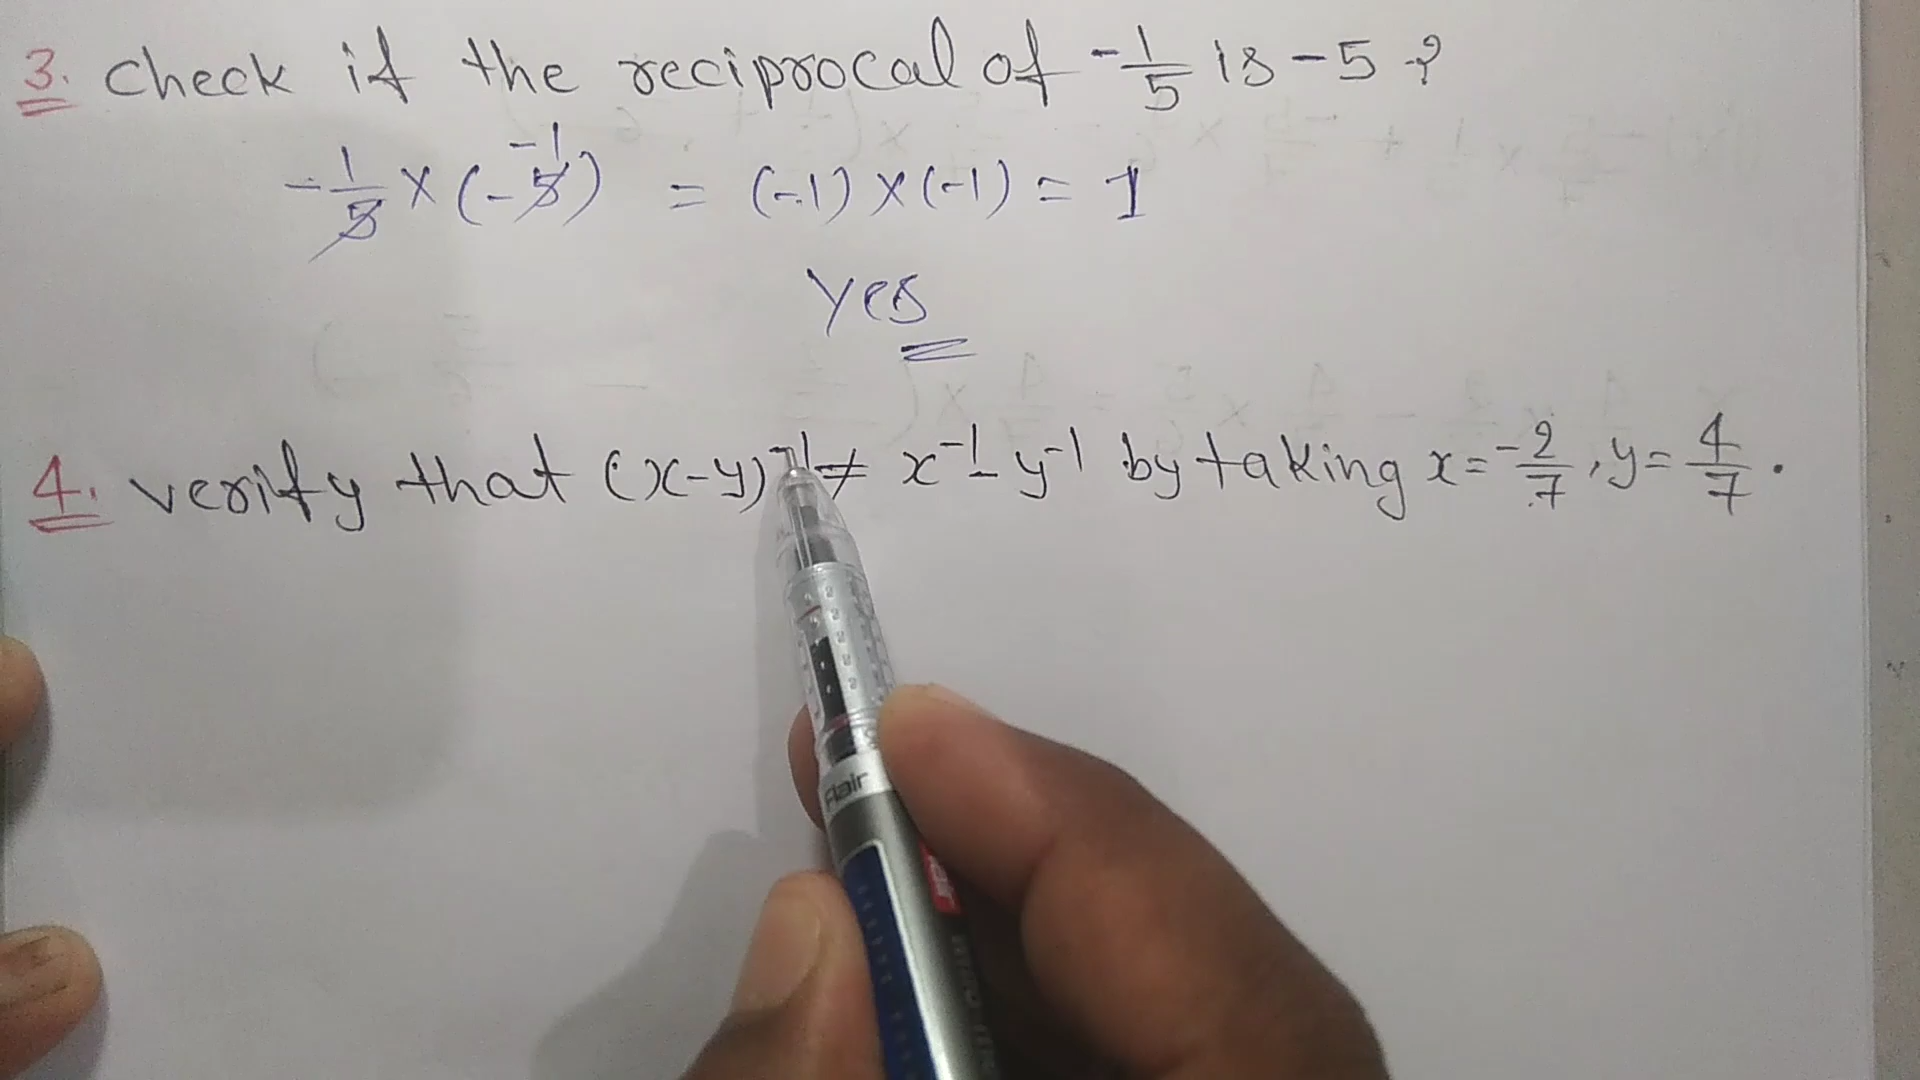 3. Check if the reciprocal of -1/5 is -5 ?
-1/5 × (-5) -1 = (-1) × (-1) = 1
Yes
4. verify that (x-y)⁻¹ ≠ x⁻¹ - y⁻¹ by taking x = -2/7, y = 4/7.
Flair